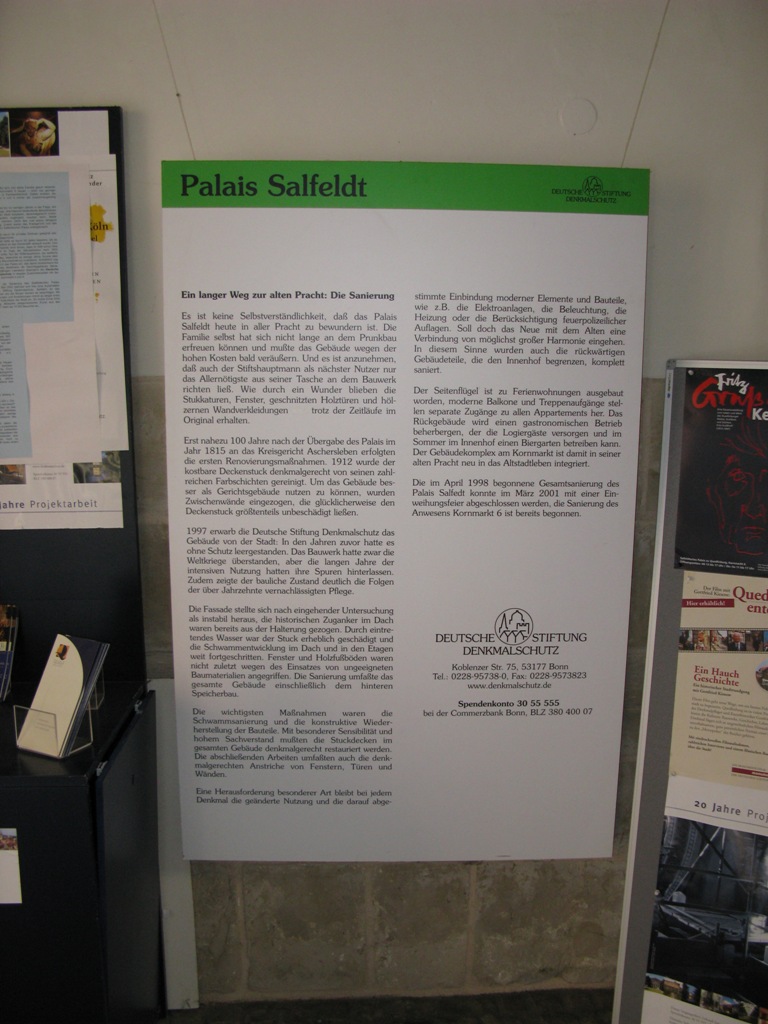 Palais Salfeldt
DEUTSCHE STIFTUNG
DENKMALSCHUTZ
Ein langer Weg zur alten Pracht: Die Sanierung
Es ist keine Selbstverständlichkeit, daß das Palais
Salfeldt heute in aller Pracht zu bewundern ist. Die
Familie selbst hat sich nicht lange an dem Prunkbau
erfreuen können und mußte das Gebäude wegen der
hohen Kosten bald veräußern. Und es ist anzunehmen,
daß auch der Stiftshauptmann als nächster Nutzer nur
das Allernötigste aus seiner Tasche an dem Bauwerk
richten ließ. Wie durch ein Wunder blieben die
Stukkaturen, Fenster, geschnitzten Holztüren und höl-
zernen Wandverkleidungen trotz der Zeitläufe im
Original erhalten.
Erst nahezu 100 Jahre nach der Übergabe des Palais im
Jahr 1815 an das Kreisgericht Aschersleben erfolgten
die ersten Renovierungsmaßnahmen. 1912 wurde der
kostbare Deckenstuck denkmalgerecht von seinen zahl-
reichen Farbschichten gereinigt. Um das Gebäude bes-
ser als Gerichtsgebäude nutzen zu können, wurden
Zwischenwände eingezogen, die glücklicherweise den
Deckenstuck größtenteils unbeschädigt ließen.
1997 erwarb die Deutsche Stiftung Denkmalschutz das
Gebäude von der Stadt: In den Jahren zuvor hatte es
ohne Schutz leergestanden. Das Bauwerk hatte zwar die
Weltkriege überstanden, aber die langen Jahre der
intensiven Nutzung hatten ihre Spuren hinterlassen.
Zudem zeigte der bauliche Zustand deutlich die Folgen
der über Jahrzehnte vernachlässigten Pflege.
Die Fassade stellte sich nach eingehender Untersuchung
als instabil heraus, die historischen Zuganker im Dach
waren bereits aus der Halterung gezogen. Durch eintre-
tendes Wasser war der Stuck erheblich geschädigt und
die Schwammentwicklung im Dach und in den Etagen
weit fortgeschritten. Fenster und Holzfußböden waren
nicht zuletzt wegen des Einsatzes von ungeeigneten
Baumaterialien angegriffen. Die Sanierung umfaßte das
gesamte Gebäude einschließlich dem hinteren
Speicherbau.
Die wichtigsten Maßnahmen waren die
Schwammsanierung und die konstruktive Wieder-
herstellung der Bauteile. Mit besonderer Sensibilität und
hohem Sachverstand mußten die Stuckdecken im
gesamten Gebäude denkmalgerecht restauriert werden.
Die abschließenden Arbeiten umfaßten auch die denk-
malgerechten Anstriche von Fenstern, Türen und
Wänden.
Eine Herausforderung besonderer Art bleibt bei jedem
Denkmal die geänderte Nutzung und die darauf abge-
stimmte Einbindung moderner Elemente und Bauteile,
wie z.B. die Elektroanlagen, die Beleuchtung, die
Heizung oder die Berücksichtigung feuerpolizeilicher
Auflagen. Soll doch das Neue mit dem Alten eine
Verbindung von möglichst großer Harmonie eingehen.
In diesem Sinne wurden auch die rückwärtigen
Gebäudeteile, die den Innenhof begrenzen, komplett
saniert.
Der Seitenflügel ist zu Ferienwohnungen ausgebaut
worden, moderne Balkone und Treppenaufgänge stel-
len separate Zugänge zu allen Appartements her. Das
Rückgebäude wird einen gastronomischen Betrieb
beherbergen, der die Logiergäste versorgen und im
Sommer im Innenhof einen Biergarten betreiben kann.
Der Gebäudekomplex am Kornmarkt ist damit in seiner
alten Pracht neu in das Altstadtleben integriert.
Die im April 1998 begonnene Gesamtsanierung des
Palais Salfedt konnte im März 2001 mit einer Ein-
weihungsfeier abgeschlossen werden, die Sanierung des
Anwesens Kornmarkt 6 ist bereits begonnen.
DEUTSCHE STIFTUNG
DENKMALSCHUTZ
Koblenzer Str. 75, 53177 Bonn
Tel.: 0228-95738-0, Fax: 0228-9573823
www.denkmalschutz.de
Spendenkonto 30 55 555
bei der Commerzbank Bonn, BLZ 380 400 07
öln
ahre Projektarbeit
Fritz
Graß
Ke
Hier erhältlich!
Qued
ent
Ein Hauch
Geschichte
20 Jahre Proj